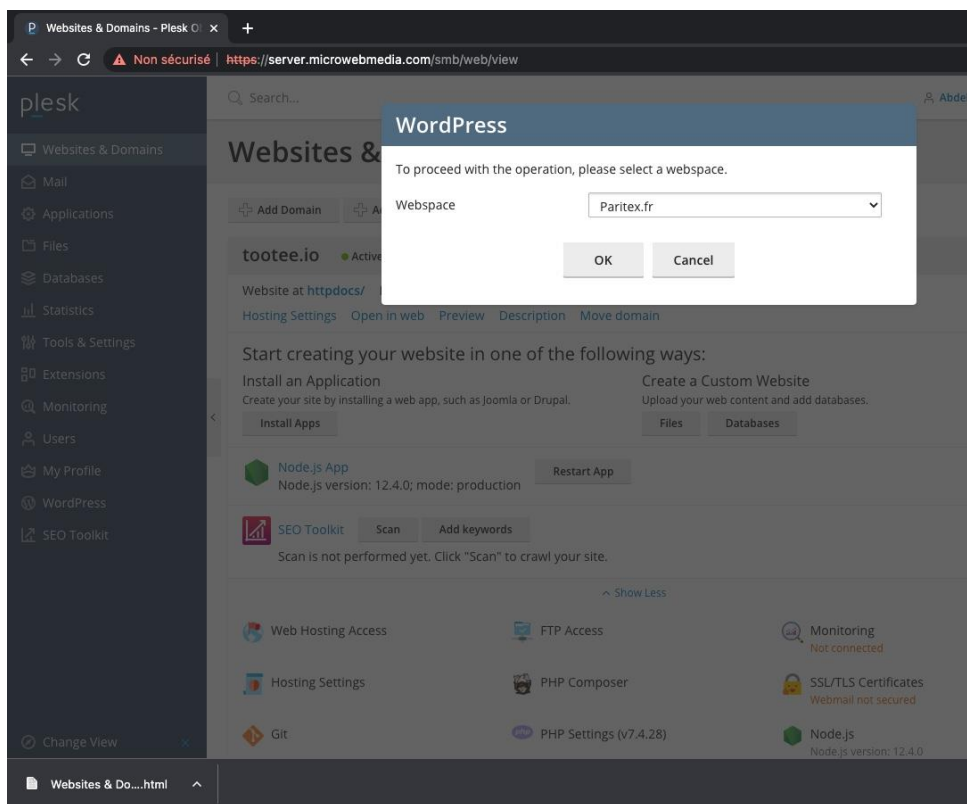 Websites & Domains - Plesk O
Non sécurisé https://server.microwebmedia.com/smb/web/view
plesk
Search...
Abde
Websites & Domains
Mail
Applications
Files
Databases
Statistics
Tools & Settings
Extensions
Monitoring
Users
My Profile
WordPress
SEO Toolkit
Change View
Websites &
WordPress
To proceed with the operation, please select a webspace.
Webspace Paritex.fr
OK Cancel
Add Domain A
tootee.io Active
Website at httpdocs/
Hosting Settings Open in web Preview Description Move domain
Start creating your website in one of the following ways:
Install an Application
Create your site by installing a web app, such as Joomla or Drupal.
Install Apps
Create a Custom Website
Upload your web content and add databases.
Files Databases
Node.js App
Node.js version: 12.4.0; mode: production
Restart App
SEO Toolkit Scan Add keywords
Scan is not performed yet. Click "Scan" to crawl your site.
Show Less
Web Hosting Access
FTP Access
Monitoring
Not connected
Hosting Settings
PHP Composer
SSL/TLS Certificates
Webmail not secured
Git
PHP Settings (v7.4.28)
Node.js
Node.js version: 12.4.0
Websites & Do....html